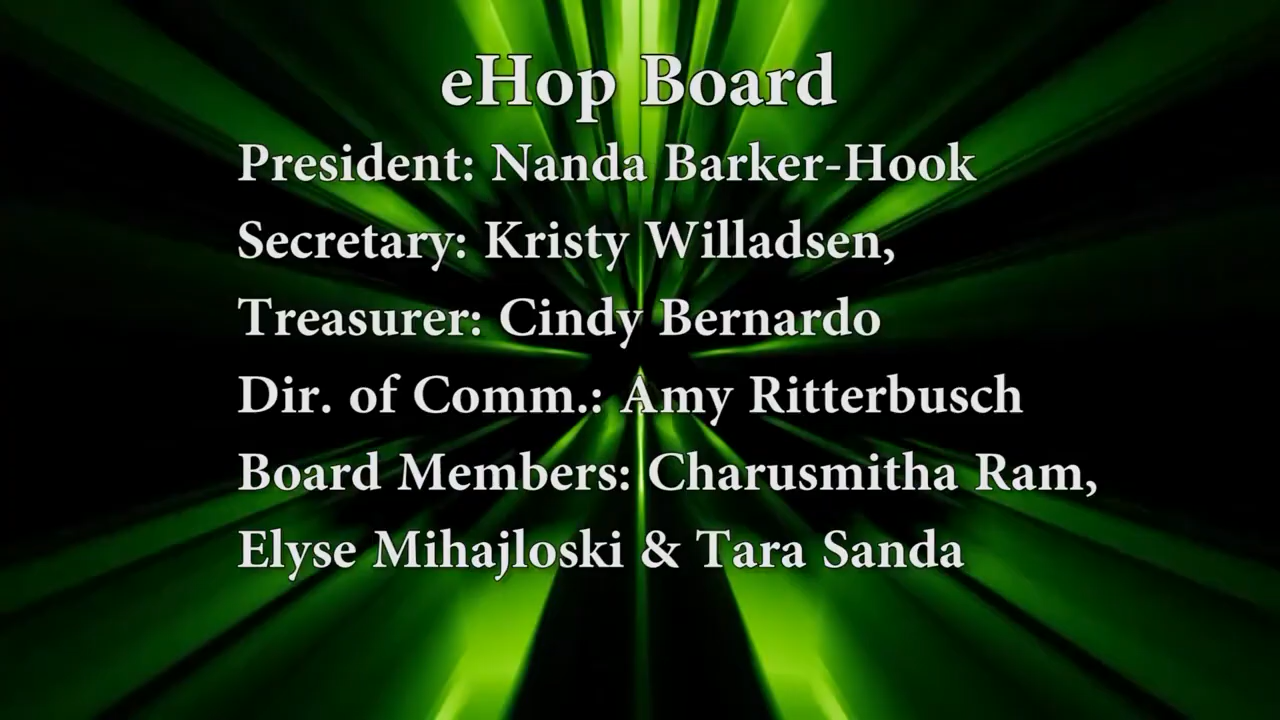 eHop Board
President: Nanda Barker-Hook
Secretary: Kristy Willadsen,
Treasurer: Cindy Bernardo
Dir. of Comm.: Amy Ritterbusch
Board Members: Charusmitha Ram,
Elyse Mihajloski & Tara Sanda